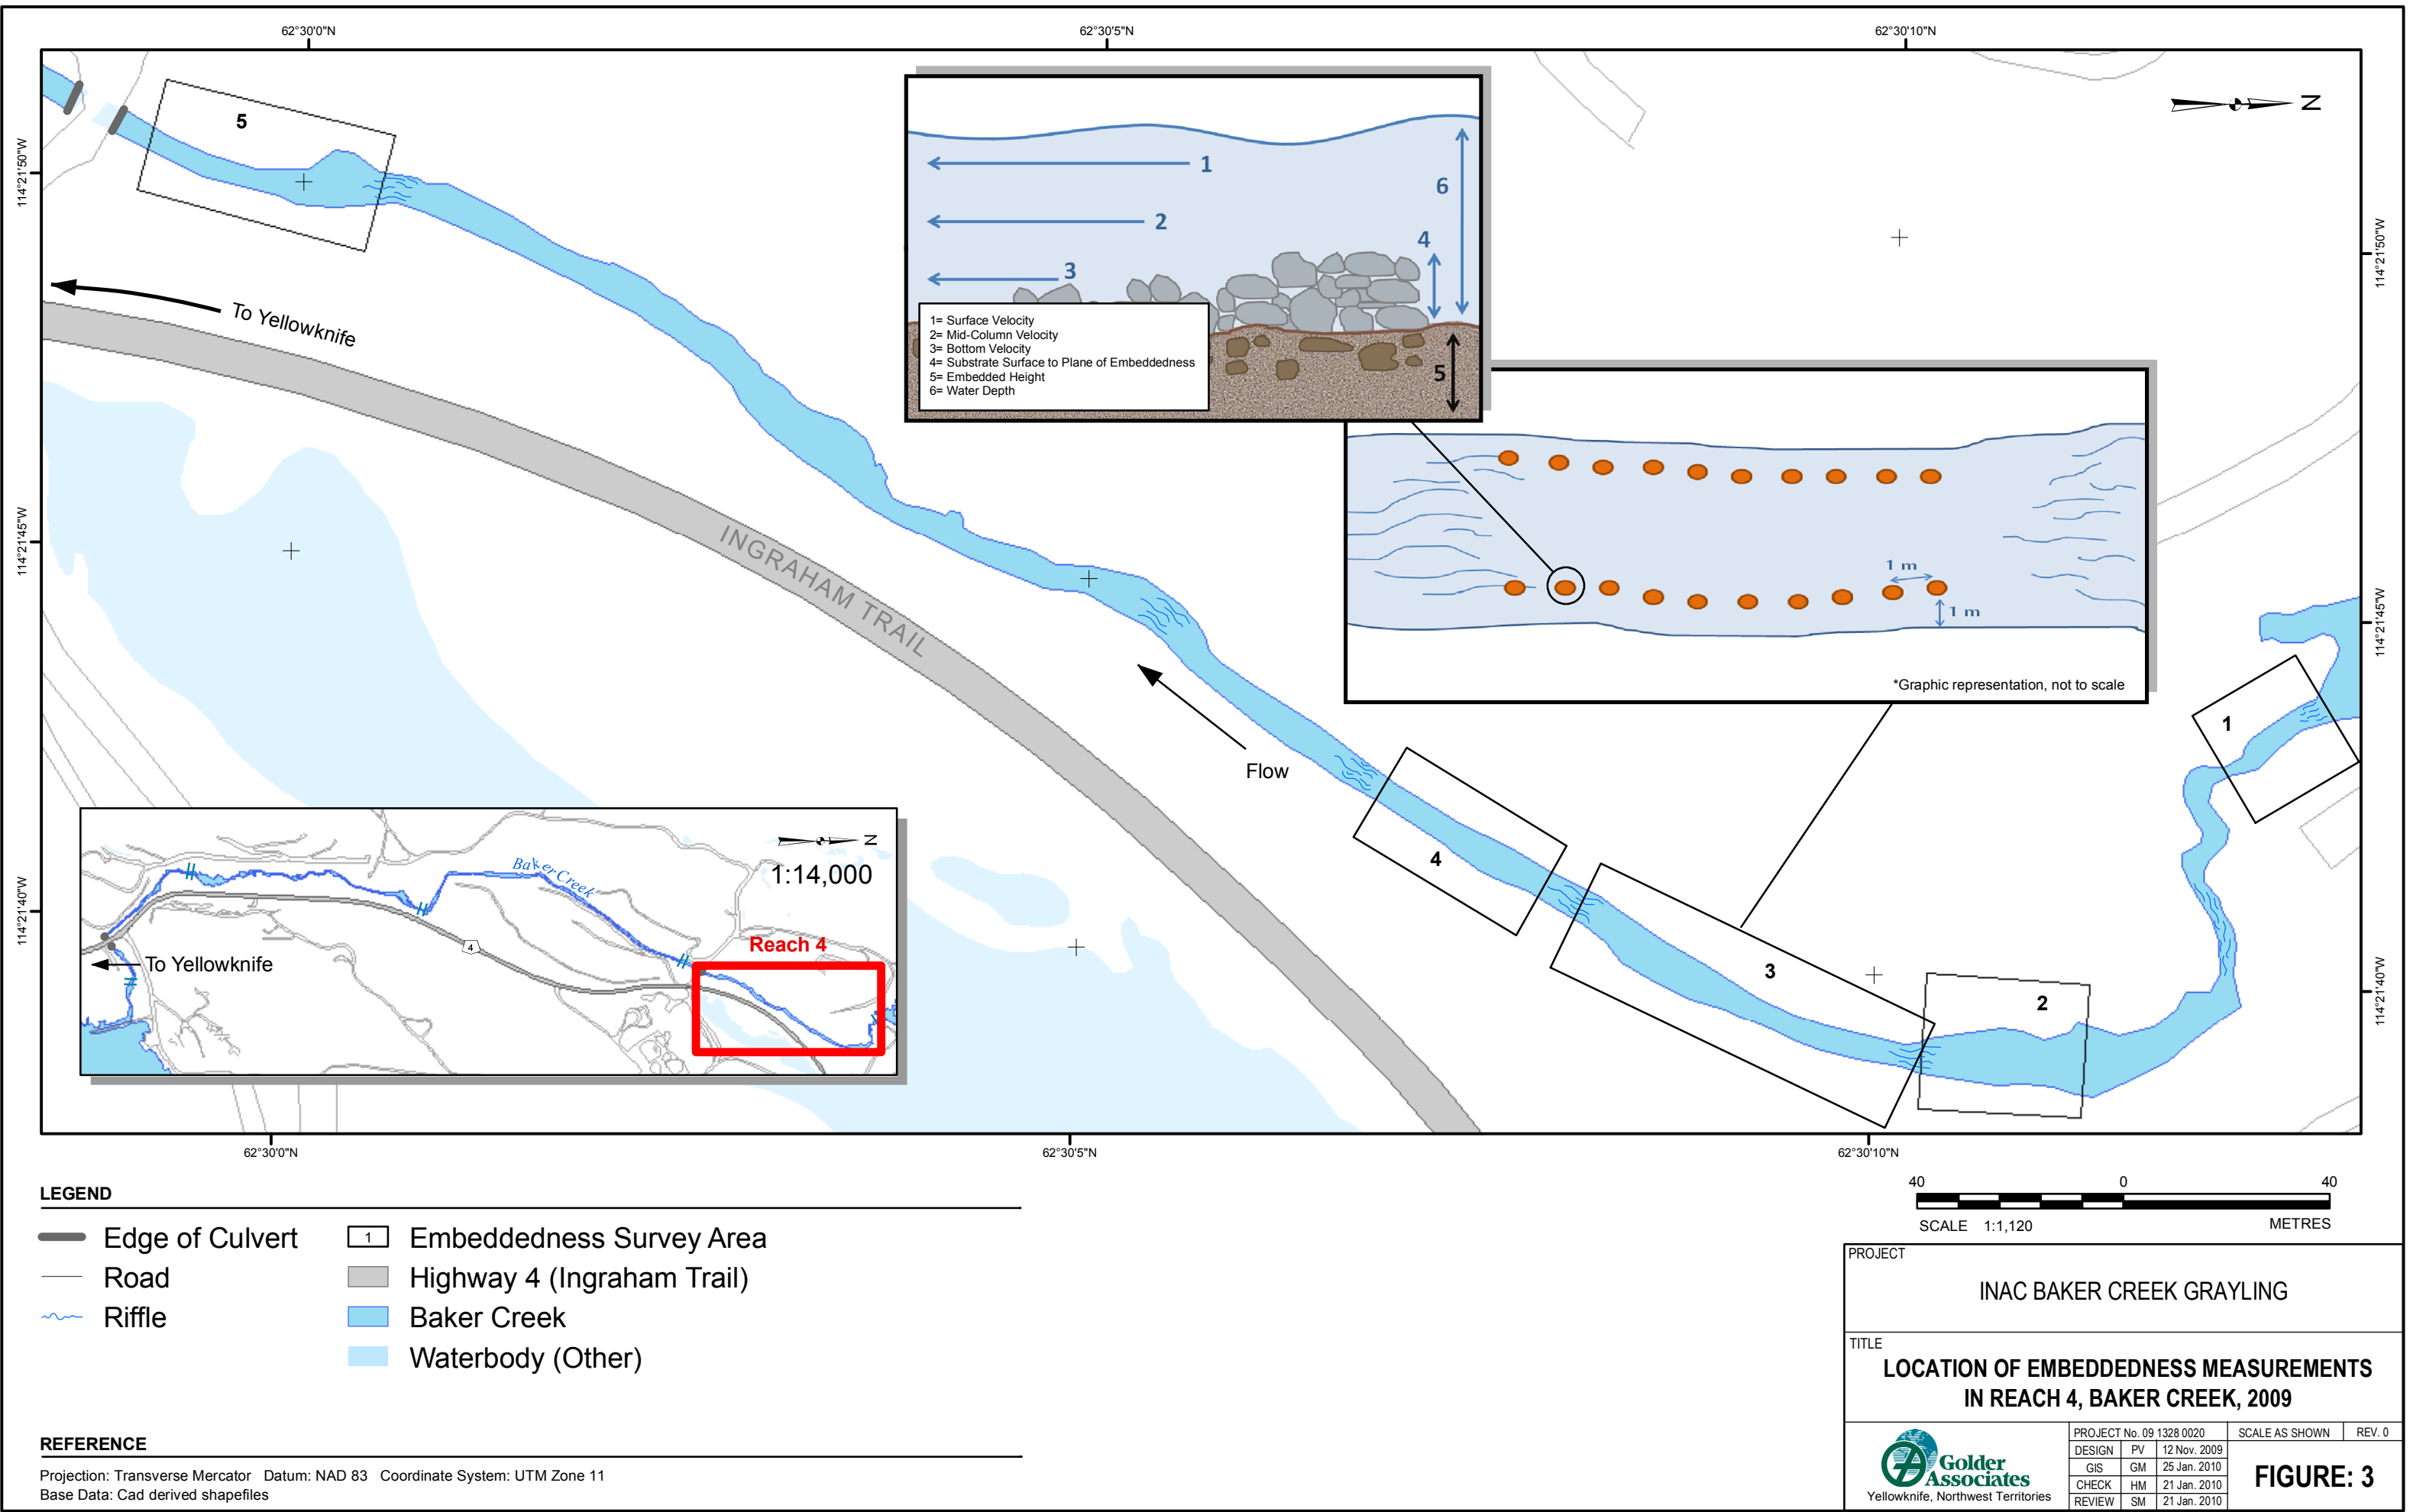 62°30'0"N
62°30'5"N
62°30'10"N
114°21'50"W
114°21'45"W
114°21'40"W
114°21'50"W
114°21'45"W
114°21'40"W
N
5
To Yellowknife
INGRAHAM TRAIL
1
2
3
4
5
6
1= Surface Velocity
2= Mid-Column Velocity
3= Bottom Velocity
4= Substrate Surface to Plane of Embeddedness
5= Embedded Height
6= Water Depth
1 m
1 m
*Graphic representation, not to scale
Flow
1
4
3
2
Baker Creek
N
1:14,000
4
Reach 4
To Yellowknife
62°30'0"N
62°30'5"N
62°30'10"N
LEGEND
Edge of Culvert
Road
Riffle
1 Embeddedness Survey Area
Highway 4 (Ingraham Trail)
Baker Creek
Waterbody (Other)
REFERENCE
Projection: Transverse Mercator Datum: NAD 83 Coordinate System: UTM Zone 11
Base Data: Cad derived shapefiles
40 0 40
SCALE 1:1,120 METRES
PROJECT
INAC BAKER CREEK GRAYLING
TITLE
LOCATION OF EMBEDDEDNESS MEASUREMENTS
IN REACH 4, BAKER CREEK, 2009
Golder
Associates
Yellowknife, Northwest Territories
PROJECT No. 09 1328 0020 SCALE AS SHOWN REV. 0
DESIGN PV 12 Nov. 2009
GIS GM 25 Jan. 2010
CHECK HM 21 Jan. 2010
REVIEW SM 21 Jan. 2010
FIGURE: 3